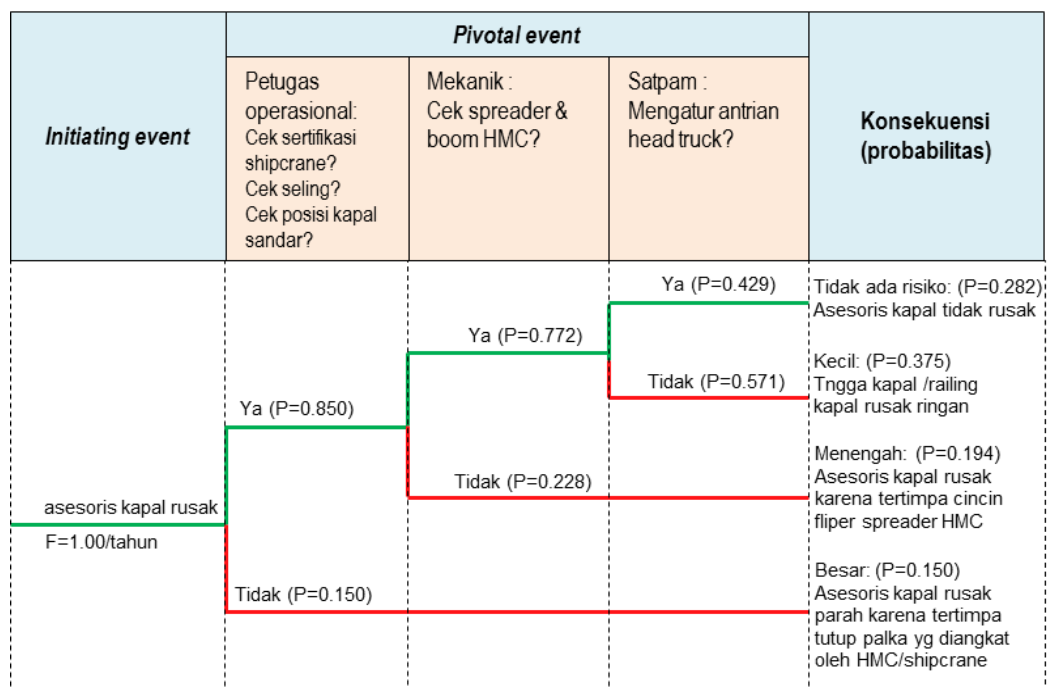 Pivotal event
Initiating event
Petugas
operasional:
Cek sertifikasi
shipcrane?
Cek seling?
Cek posisi kapal
sandar?
Mekanik :
Cek spreader &
boom HMC?
Satpam :
Mengatur antrian
head truck?
Konsekuensi
(probabilitas)
asesoris kapal rusak
F=1.00/tahun
Ya (P=0.850)
Tidak (P=0.150)
Ya (P=0.772)
Tidak (P=0.228)
Ya (P=0.429)
Tidak (P=0.571)
Tidak ada risiko: (P=0.282)
Asesoris kapal tidak rusak
Kecil: (P=0.375)
Tngga kapal /railing
kapal rusak ringan
Menengah: (P=0.194)
Asesoris kapal rusak
karena tertimpa cincin
fliper spreader HMC
Besar: (P=0.150)
Asesoris kapal rusak
parah karena tertimpa
tutup palka yg diangkat
oleh HMC/shipcrane